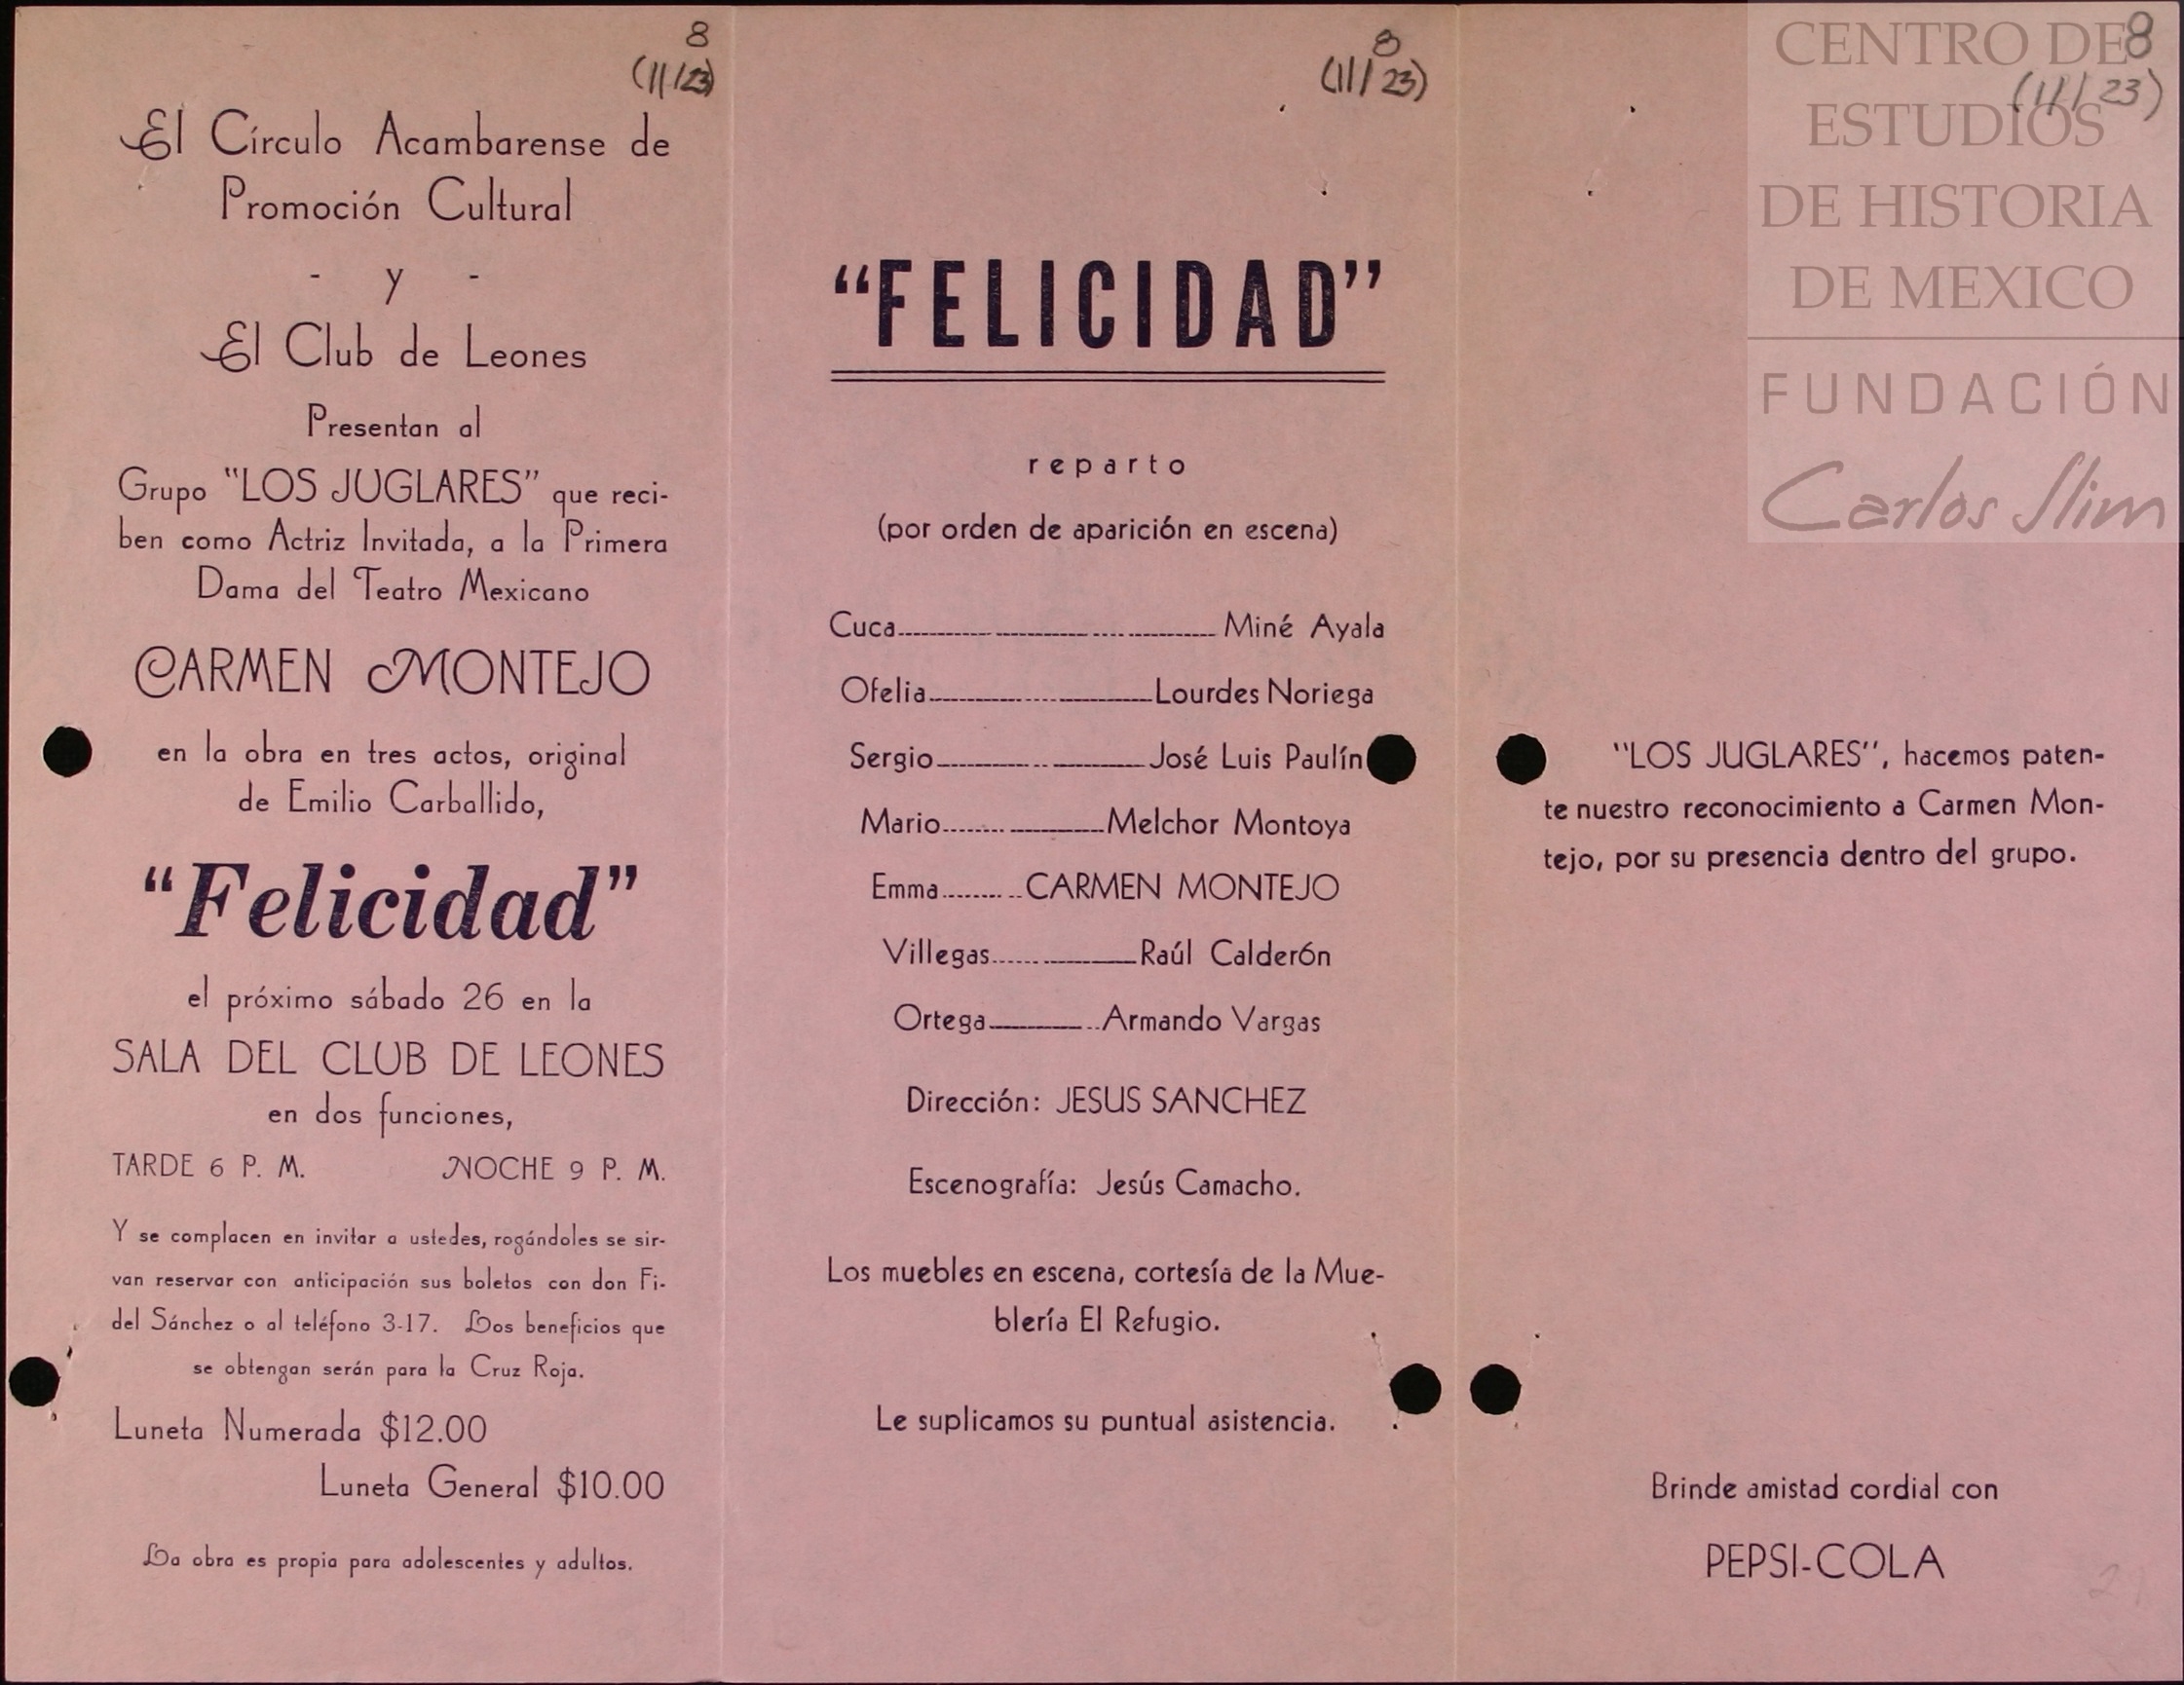 8
(11/23)
El Círculo Acambarense de
Promoción Cultural
- y -
El Club de Leones
Presentan al
Grupo "LOS JUGLARES" que reci-
ben como Actriz Invitada, a la Primera
Dama del Teatro Mexicano
CARMEN MONTEJO
en la obra en tres actos, original
de Emilio Carballido,
"Felicidad"
el próximo sábado 26 en la
SALA DEL CLUB DE LEONES
en dos funciones,
TARDE 6 P. M. NOCHE 9 P. M.
Y se complacen en invitar a ustedes, rogándoles se sir-
van reservar con anticipación sus boletos con don Fi-
del Sánchez o al teléfono 3-17. Los beneficios que
se obtengan serán para la Cruz Roja.
Luneta Numerada $12.00
Luneta General $10.00
La obra es propia para adolescentes y adultos.
8
(11/23)
"FELICIDAD"
reparto
(por orden de aparición en escena)
Cuca Miné Ayala
Ofelia Lourdes Noriega
Sergio José Luis Paulín
Mario Melchor Montoya
Emma CARMEN MONTEJO
Villegas Raúl Calderón
Ortega Armando Vargas
Dirección: JESUS SANCHEZ
Escenografía: Jesús Camacho.
Los muebles en escena, cortesía de la Mue-
blería El Refugio.
Le suplicamos su puntual asistencia.
8
(11/23)
CENTRO DE
ESTUDIOS
DE HISTORIA
DE MEXICO
FUNDACIÓN
Carlos Slim
"LOS JUGLARES", hacemos paten-
te nuestro reconocimiento a Carmen Mon-
tejo, por su presencia dentro del grupo.
Brinde amistad cordial con
PEPSI-COLA